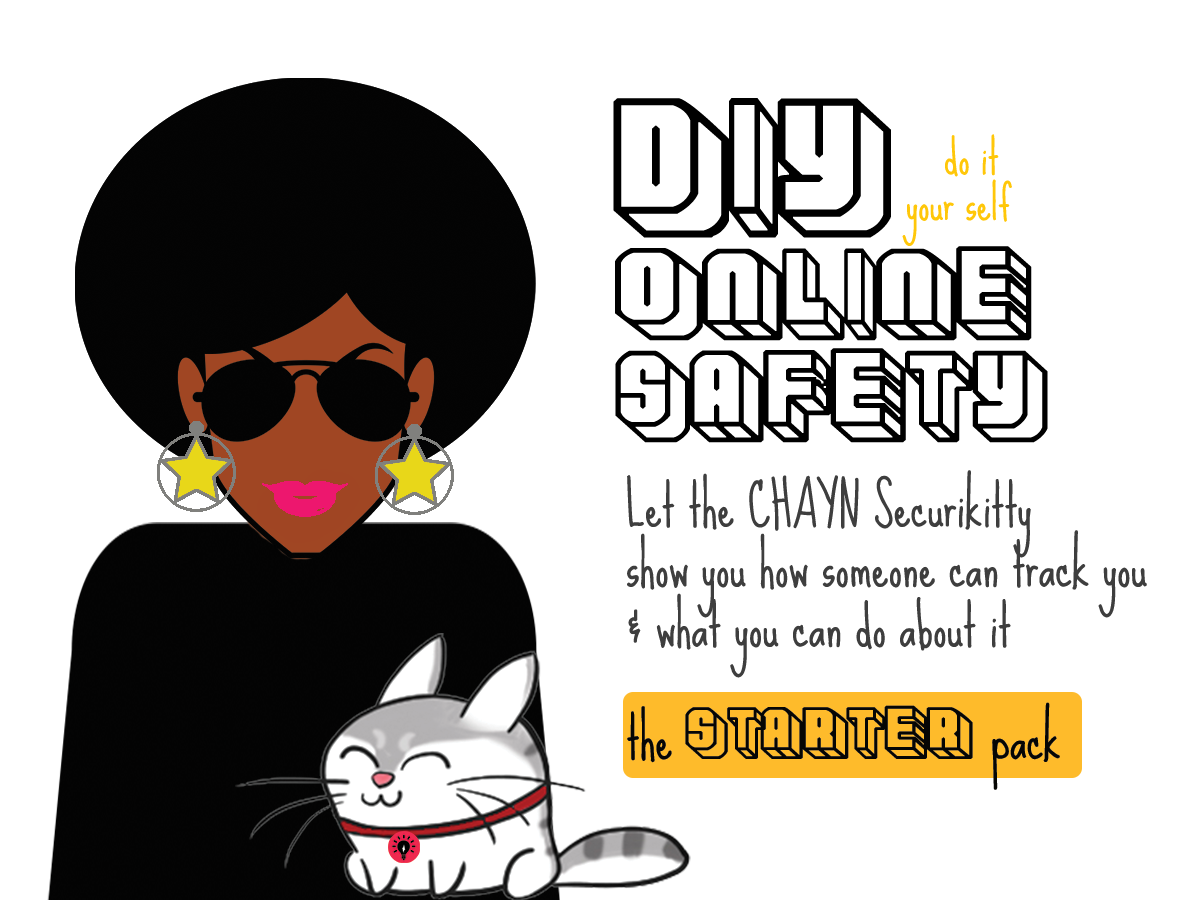 DIY
do it
your self
ONLINE
SAFETY
Let the CHAYN Securikitty
show you how someone can track you
& what you can do about it
the STARTER pack